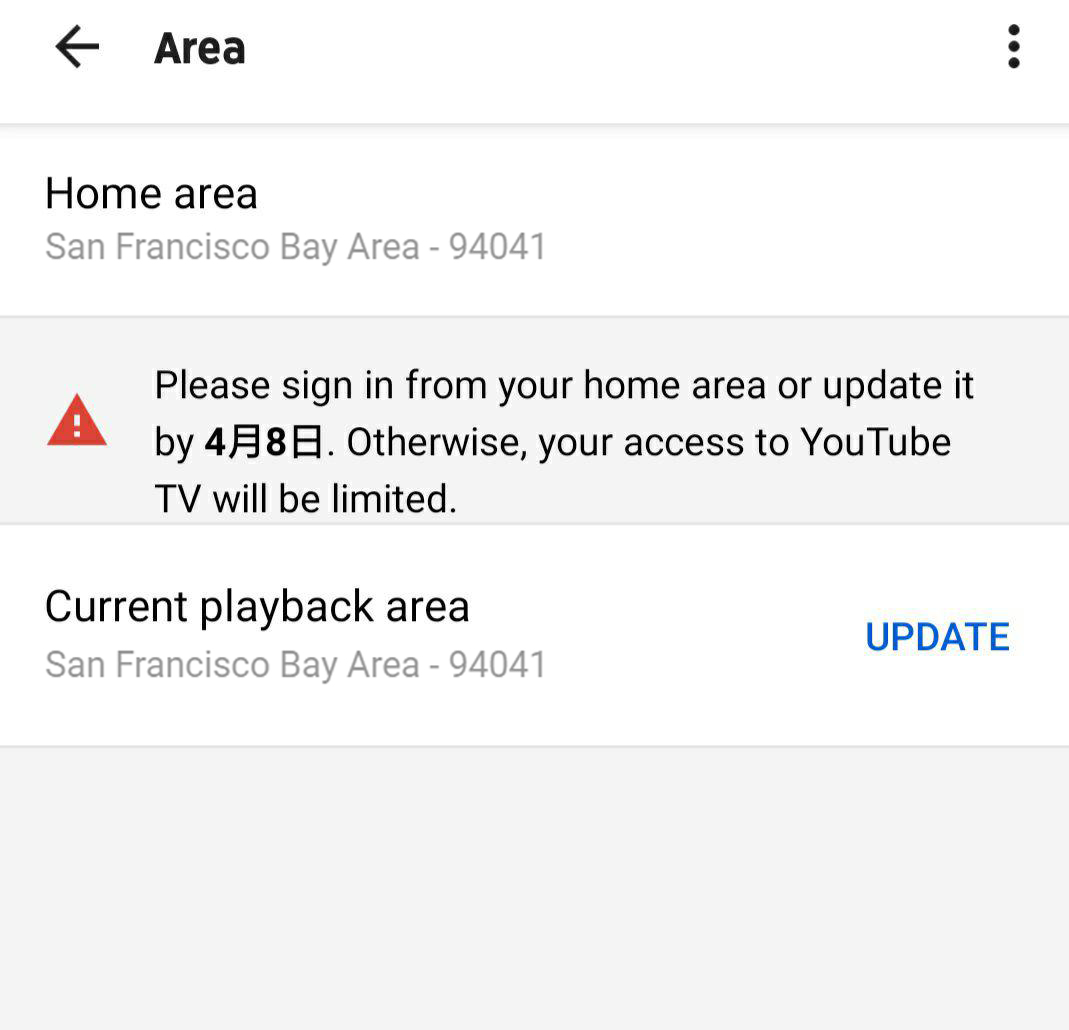 Area
Home area
San Francisco Bay Area - 94041
Please sign in from your home area or update it
by 4月8日. Otherwise, your access to YouTube
TV will be limited.
Current playback area
UPDATE
San Francisco Bay Area - 94041